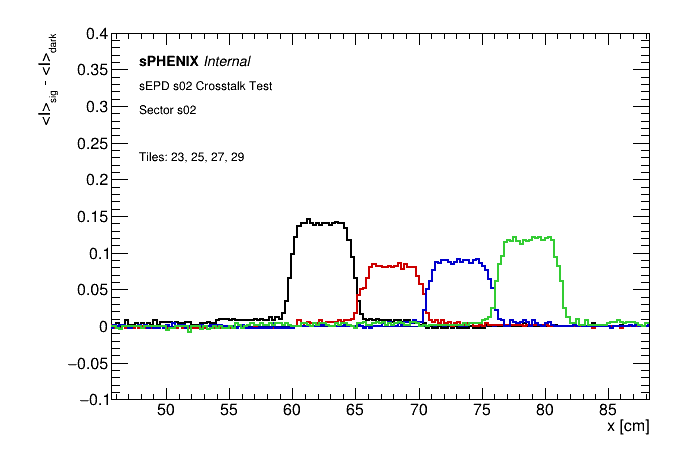 <I>sig - <I>dark
0.4
0.35
0.3
0.25
0.2
0.15
0.1
0.05
0
−0.05
−0.1
sPHENIX Internal
sEPD s02 Crosstalk Test
Sector s02
Tiles: 23, 25, 27, 29
50 55 60 65 70 75 80 85
x [cm]